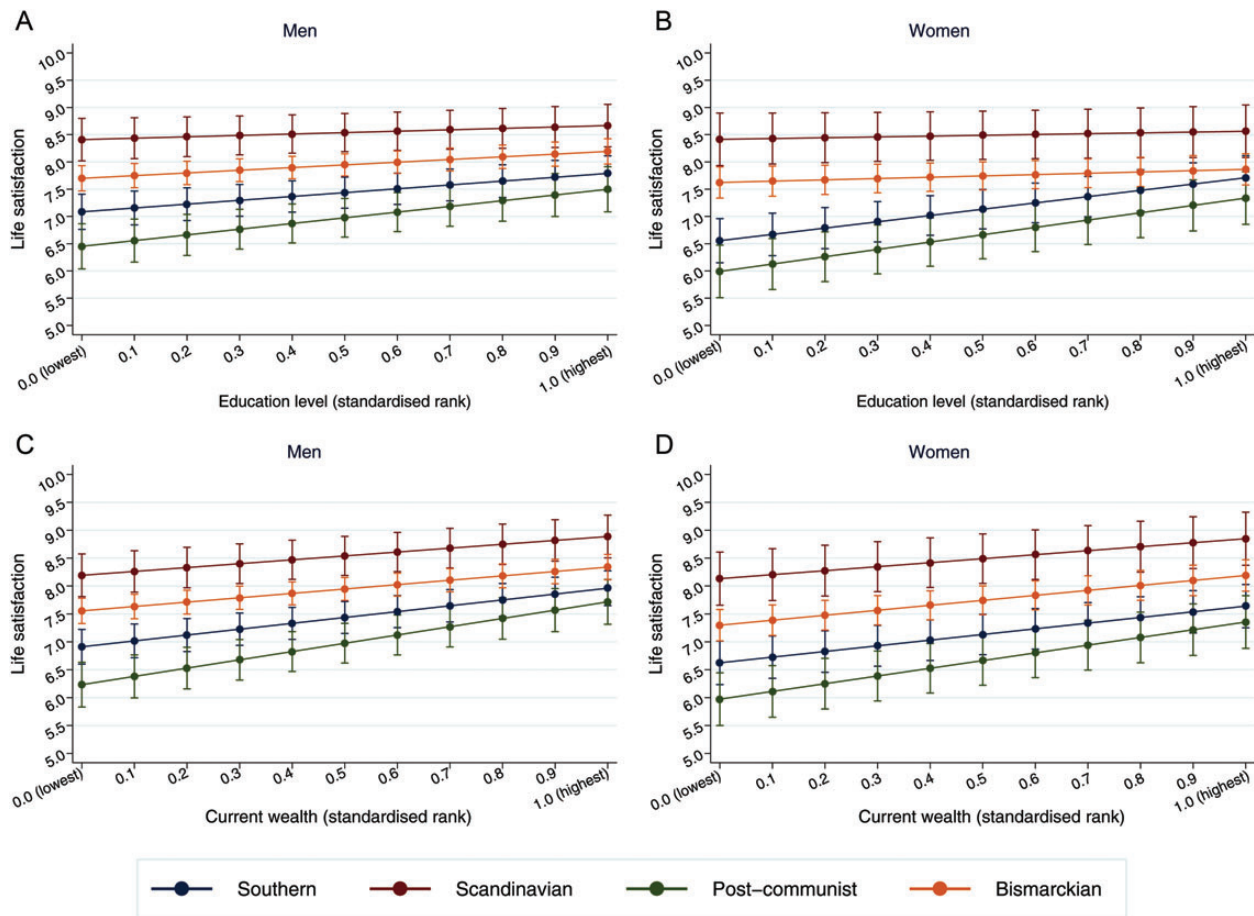 A
Men
Life satisfaction
10.0
9.5
9.0
8.5
8.0
7.5
7.0
6.5
6.0
5.5
5.0
0.0 (lowest) 0.1 0.2 0.3 0.4 0.5 0.6 0.7 0.8 0.9 1.0 (highest)
Education level (standardised rank)
B
Women
Life satisfaction
10.0
9.5
9.0
8.5
8.0
7.5
7.0
6.5
6.0
5.5
5.0
0.0 (lowest) 0.1 0.2 0.3 0.4 0.5 0.6 0.7 0.8 0.9 1.0 (highest)
Education level (standardised rank)
C
Men
Life satisfaction
10.0
9.5
9.0
8.5
8.0
7.5
7.0
6.5
6.0
5.5
5.0
0.0 (lowest) 0.1 0.2 0.3 0.4 0.5 0.6 0.7 0.8 0.9 1.0 (highest)
Current wealth (standardised rank)
D
Women
Life satisfaction
10.0
9.5
9.0
8.5
8.0
7.5
7.0
6.5
6.0
5.5
5.0
0.0 (lowest) 0.1 0.2 0.3 0.4 0.5 0.6 0.7 0.8 0.9 1.0 (highest)
Current wealth (standardised rank)
Southern Scandinavian Post–communist Bismarckian